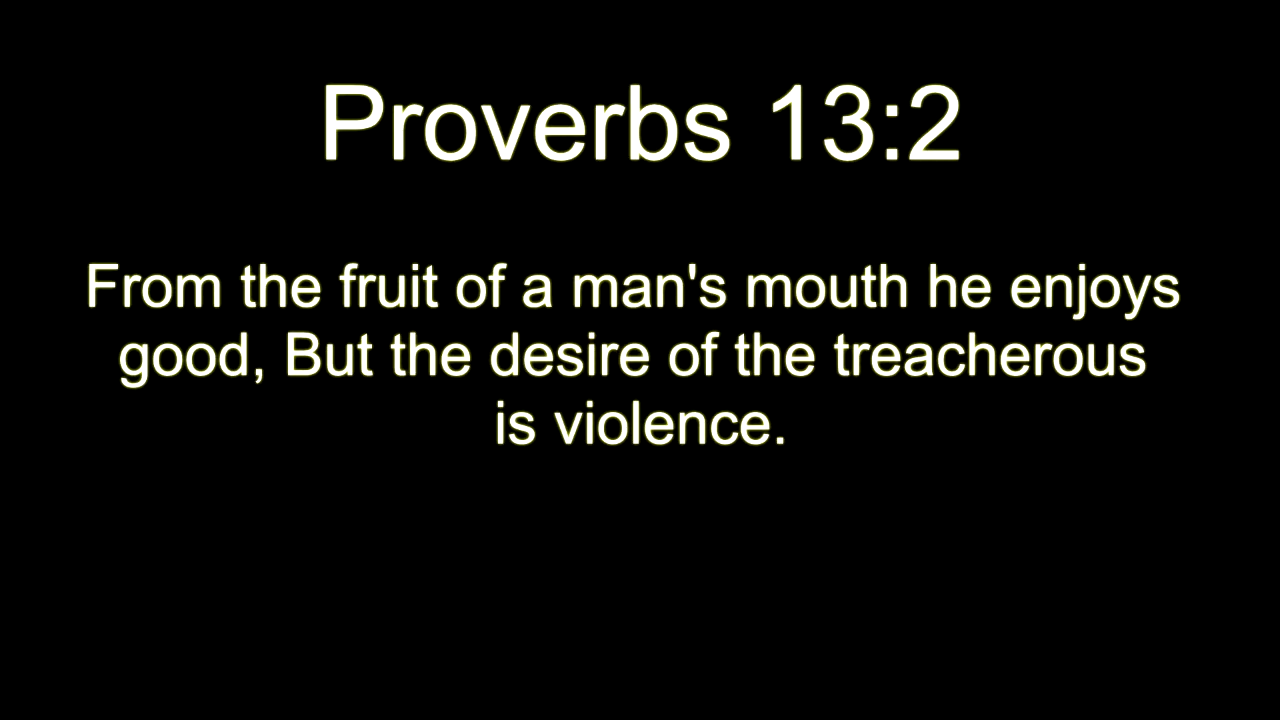 Proverbs 13:2
From the fruit of a man's mouth he enjoys
good, But the desire of the treacherous
is violence.